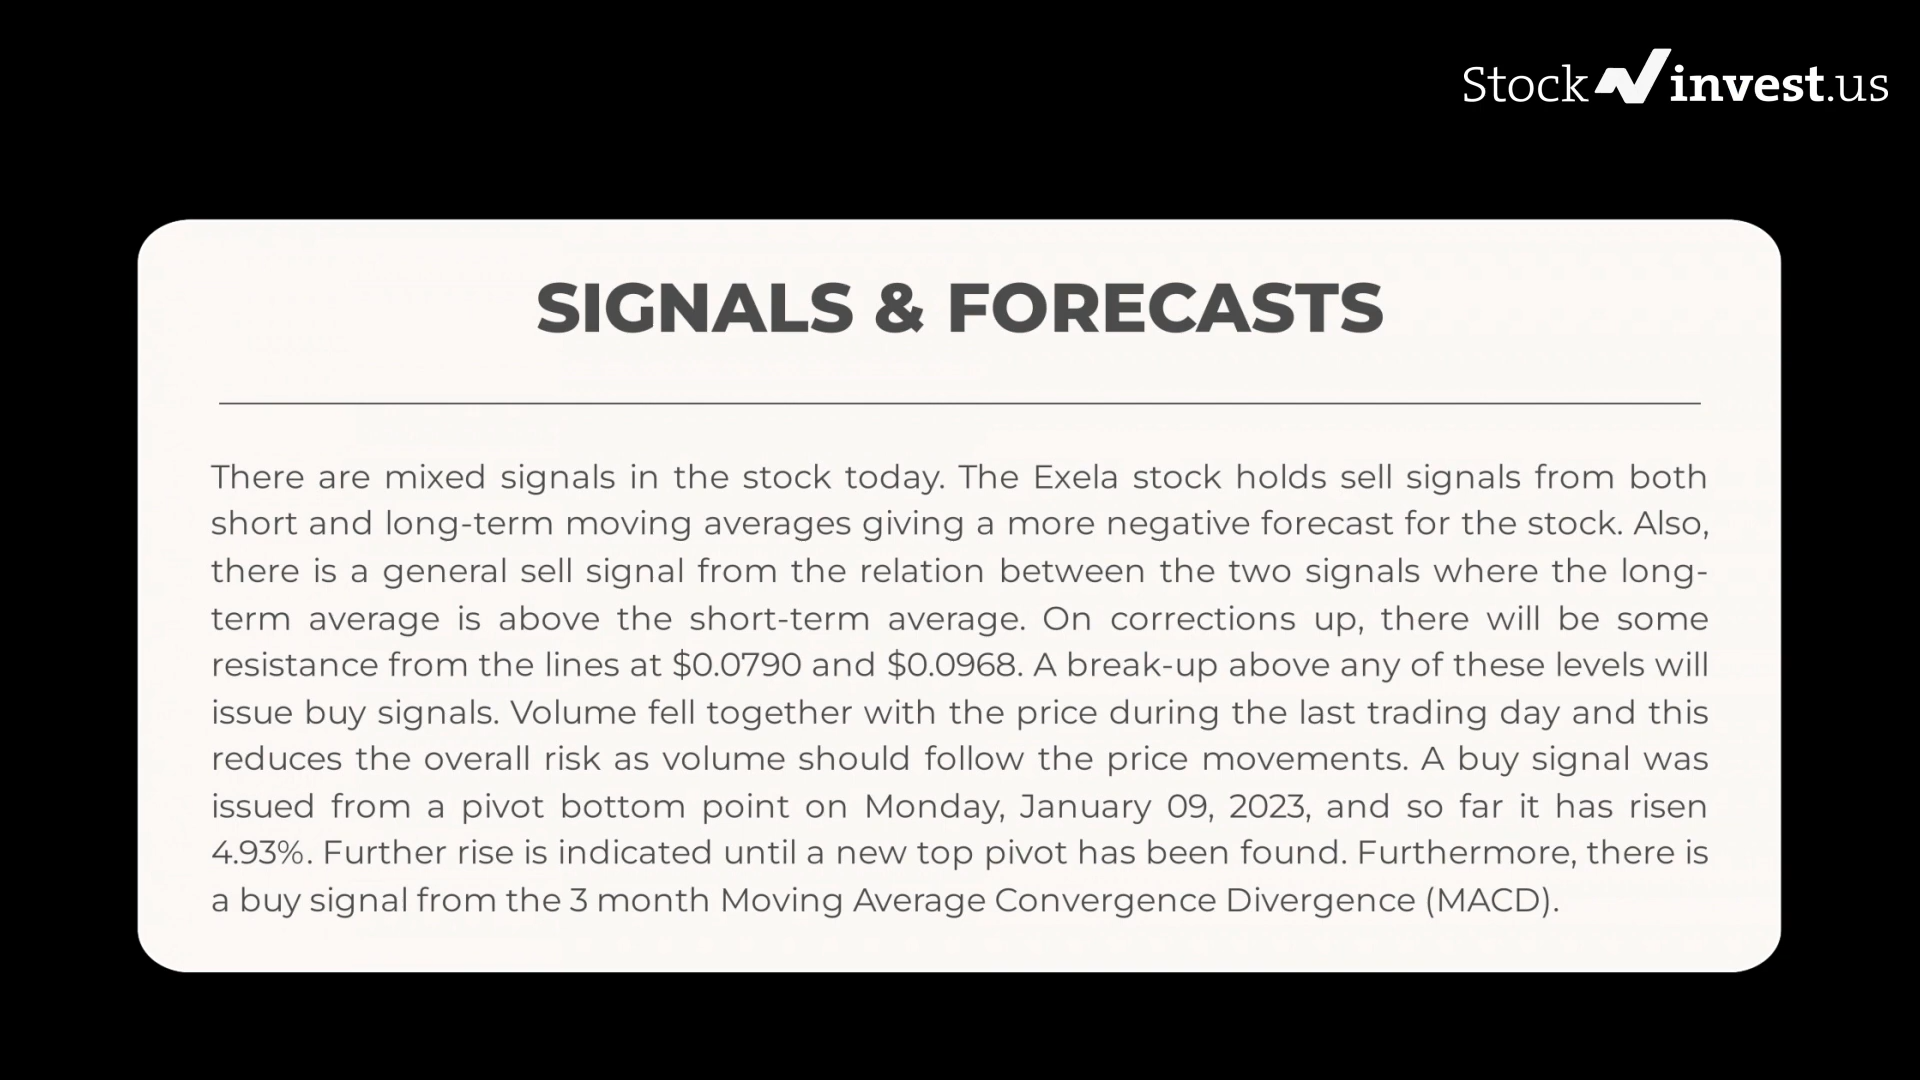 Stock invest.us
SIGNALS & FORECASTS
There are mixed signals in the stock today. The Exela stock holds sell signals from both
short and long-term moving averages giving a more negative forecast for the stock. Also,
there is a general sell signal from the relation between the two signals where the long-
term average is above the short-term average. On corrections up, there will be some
resistance from the lines at $0.0790 and $0.0968. A break-up above any of these levels will
issue buy signals. Volume fell together with the price during the last trading day and this
reduces the overall risk as volume should follow the price movements. A buy signal was
issued from a pivot bottom point on Monday, January 09, 2023, and so far it has risen
4.93%. Further rise is indicated until a new top pivot has been found. Furthermore, there is
a buy signal from the 3 month Moving Average Convergence Divergence (MACD).